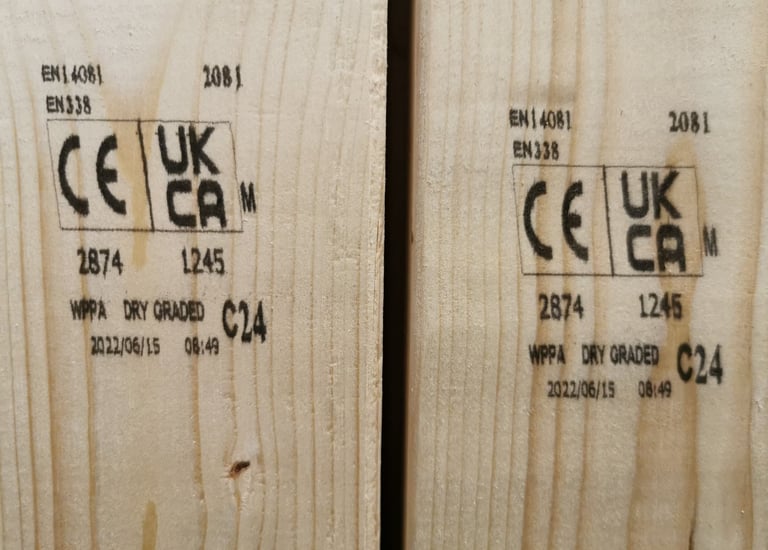 EN14081 2081
EN338
CE UK
CA M
2874 1245
WPPA DRY GRADED C24
2022/06/15 08:49
EN14081 2081
EN338
CE UK
CA M
2874 1245
WPPA DRY GRADED C24
2022/06/15 08:49